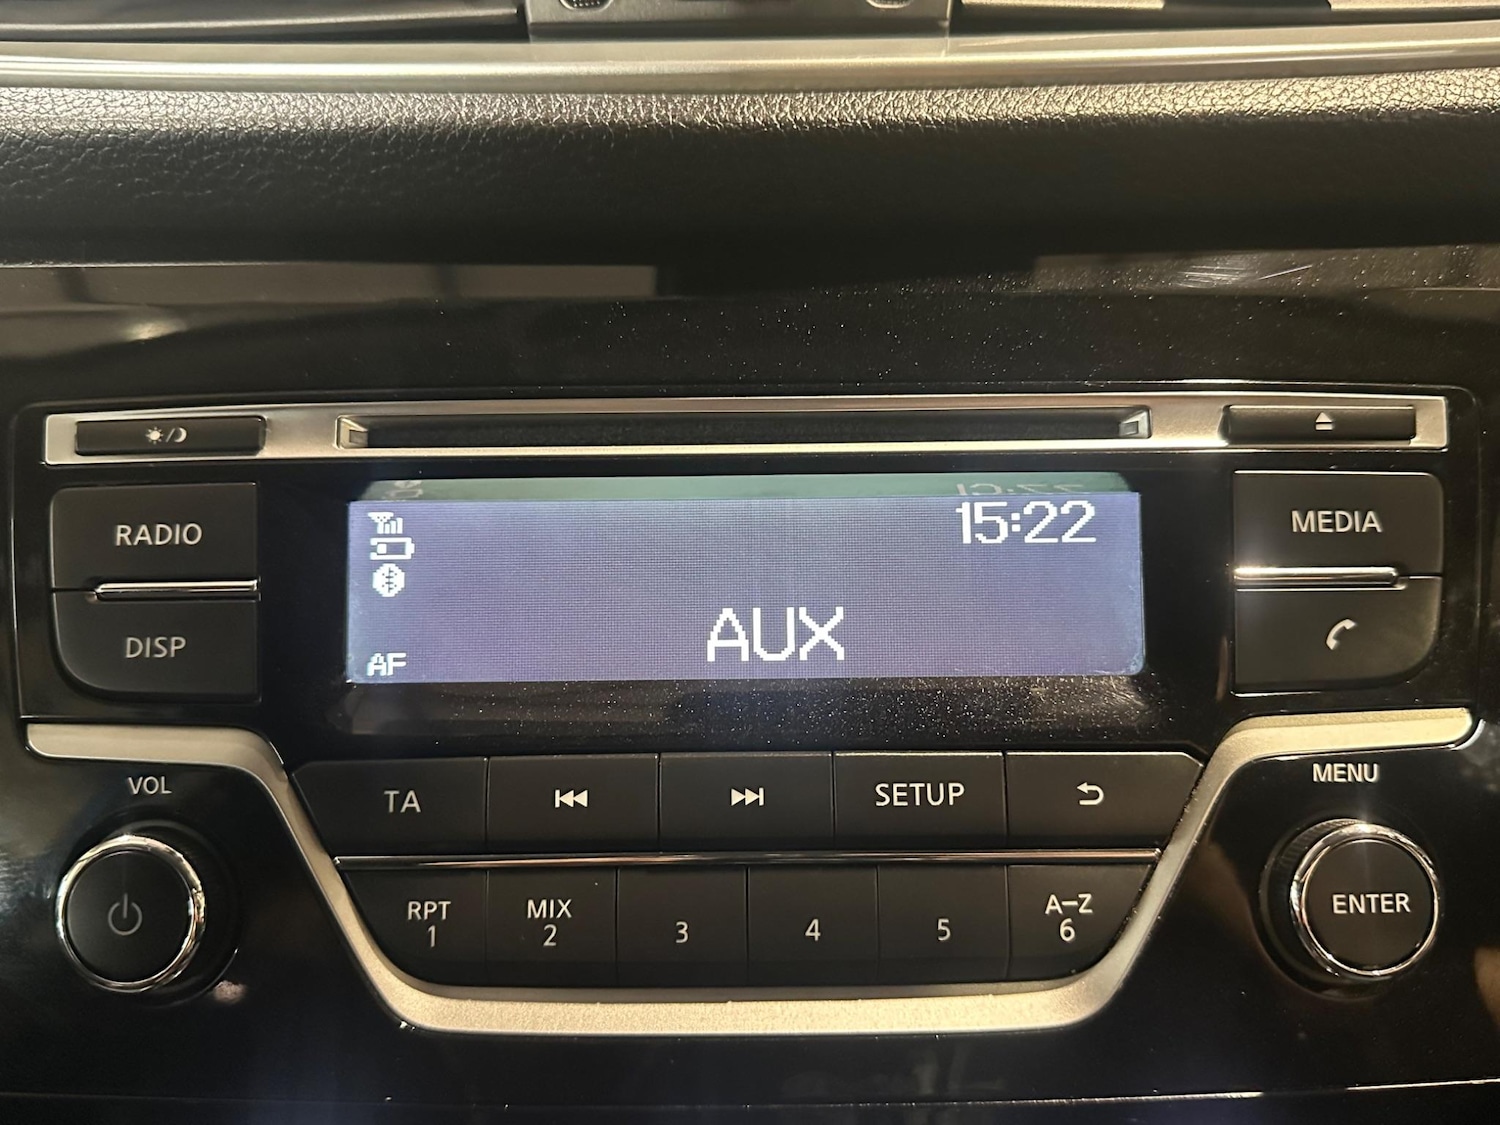 15:22
RADIO
MEDIA
AUX
DISP
AF
VOL
TA
SETUP
MENU
RPT
1
MIX
2
3
4
5
A-Z
6
ENTER